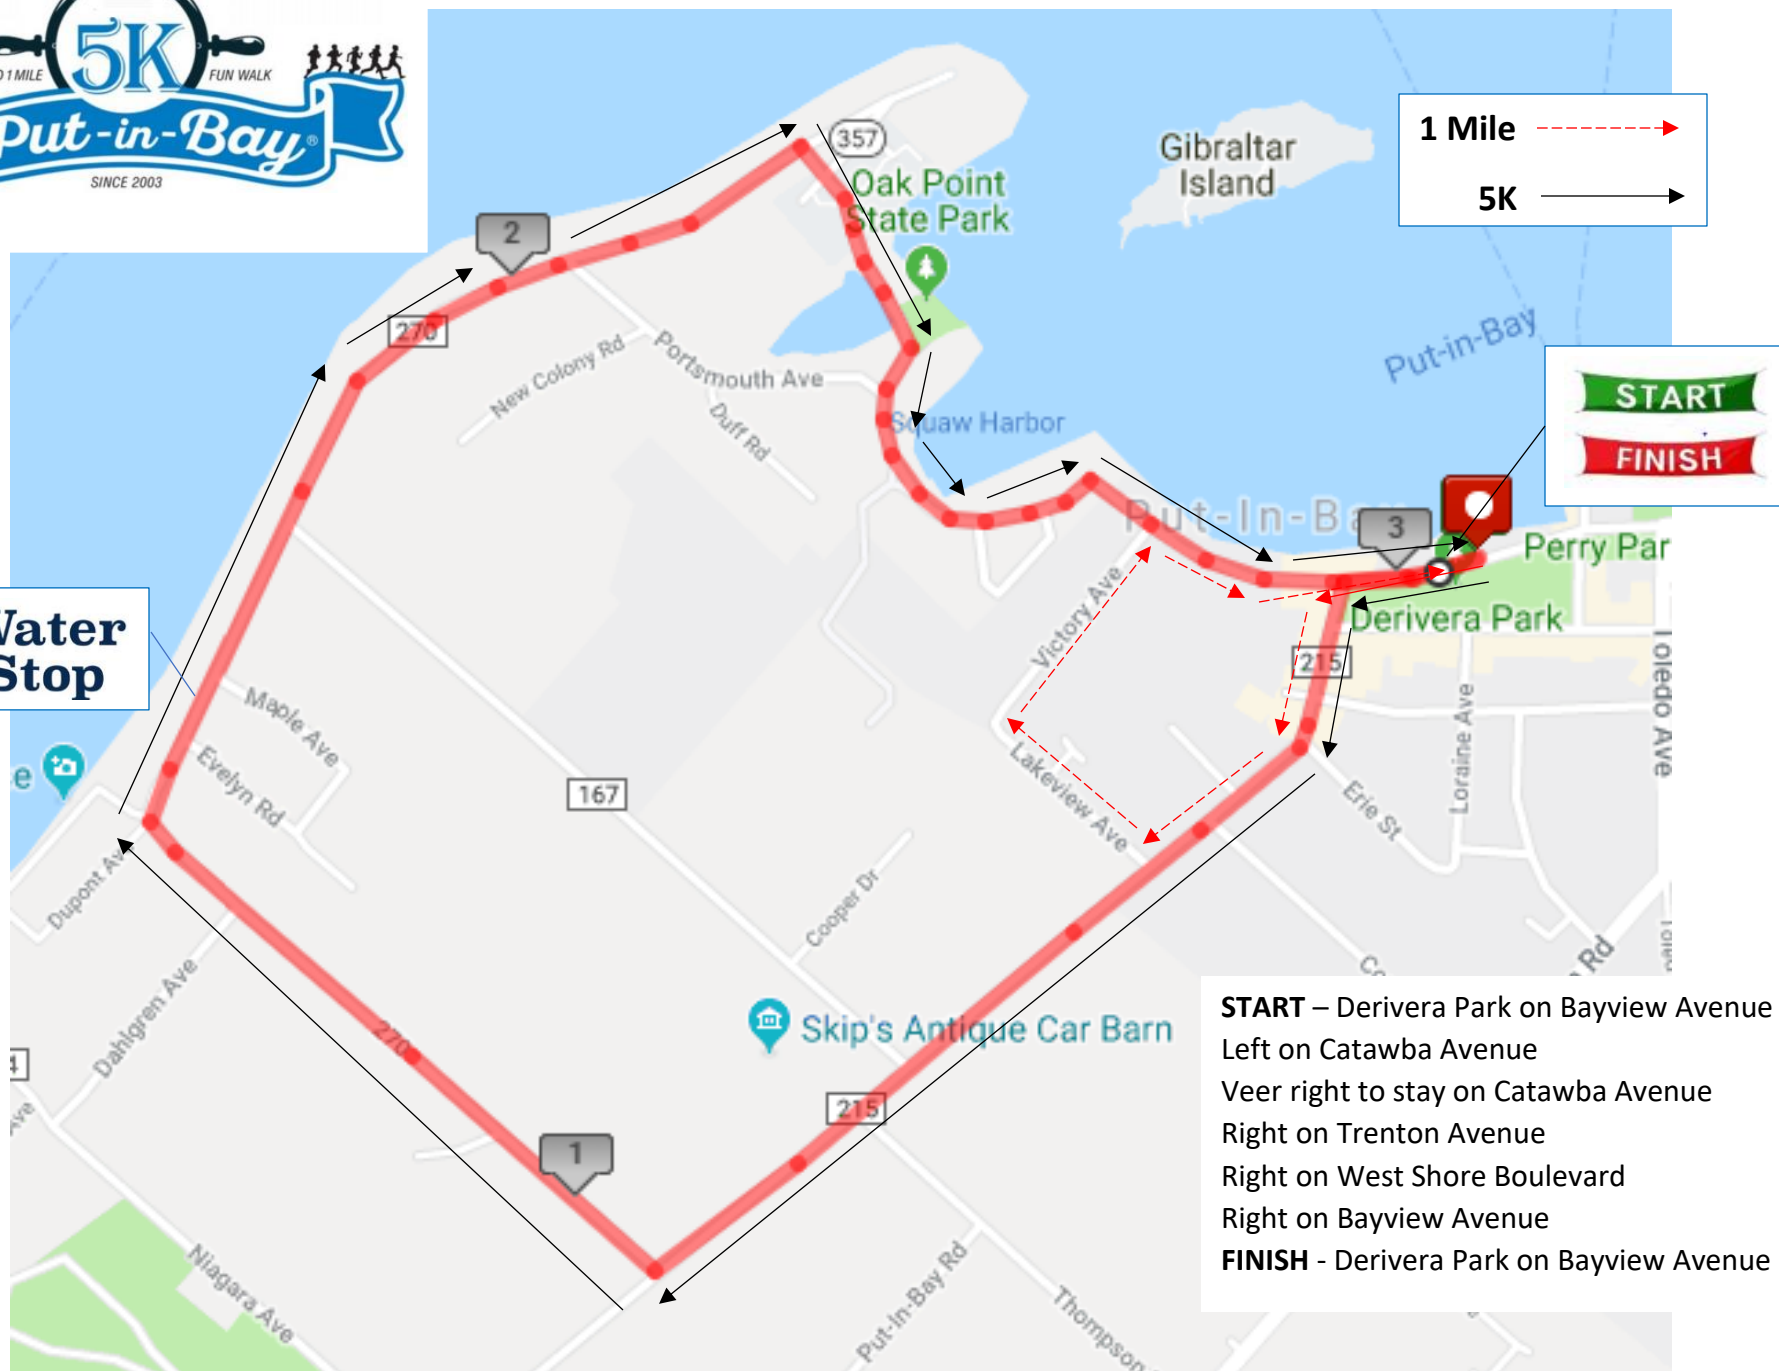 5K
1 MILE
FUN WALK
Put-in-Bay®
SINCE 2003
357
Oak Point
State Park
Gibraltar
Island
1 Mile
5K
2
270
New Colony Rd
Portsmouth Ave
Duff Rd
Squaw Harbor
Put-in-Bay
START
FINISH
Put-In-Bay
3
Perry Par
Derivera Park
Victory Ave
215
Toledo Ave
Loraine Ave
Water
Stop
Maple Ave
Evelyn Rd
e
167
Lakeview Ave
Erie St
Dupont Av
Cooper Dr
Dahlgren Ave
Rd
Skip's Antique Car Barn
270
215
1
Niagara Ave
Put-In-Bay Rd
Thompson
START – Derivera Park on Bayview Avenue
Left on Catawba Avenue
Veer right to stay on Catawba Avenue
Right on Trenton Avenue
Right on West Shore Boulevard
Right on Bayview Avenue
FINISH - Derivera Park on Bayview Avenue